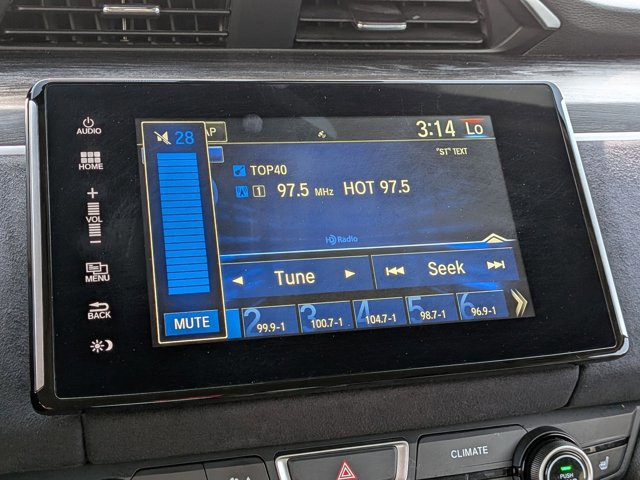 AUDIO
HOME
+
VOL
−
MENU
BACK
28
MUTE
AP
3:14 Lo
"ST" TEXT
TOP40
1 97.5 MHz HOT 97.5
HD Radio
Tune
Seek
2 99.9-1
3 100.7-1
4 104.7-1
5 98.7-1
6 96.9-1
CLIMATE
PUSH